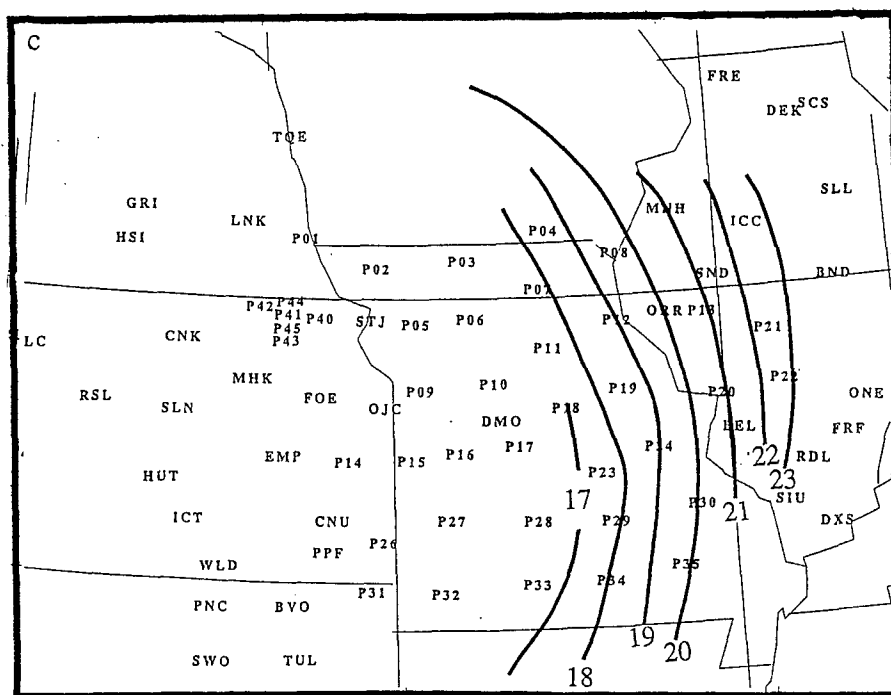 C
FRE
DEK SCS
TQE
GRI
LNK
MHH
ICC
SLL
HSI
P01
P04
P08
P02
P03
SND
BND
P07
P42 P44
P41
P45
P43
P40
STJ
P05
P06
P12
ORR P13
P21
LC
CNK
P11
MHK
FOE
OJC
P09
P10
P19
P20
P22
ONE
RSL
SLN
P18
DMO
FRF
HUT
EMP
P14
P15
P16
P17
P23
22
RDL
23
SIU
ICT
CNU
P27
P28
17
P29
P30
21
DXS
WLD
PPF
P26
PNC
BVO
P31
P32
P33
P34
P35
SWO
TUL
18
19
20